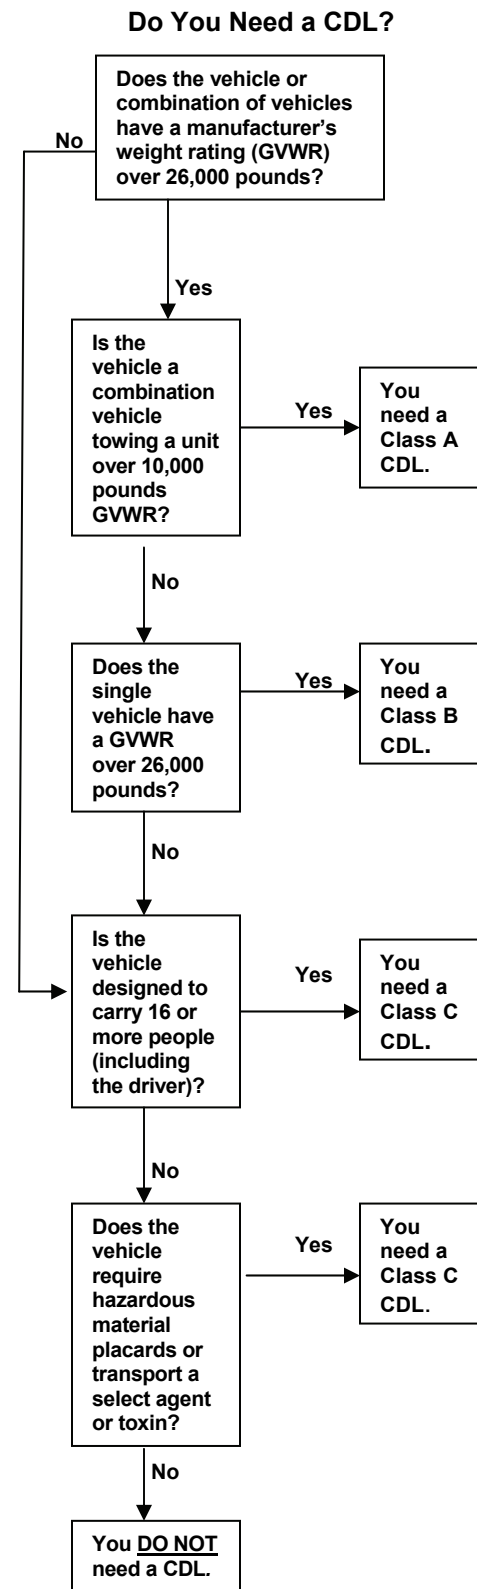 Do You Need a CDL?
Does the vehicle or
combination of vehicles
have a manufacturer’s
weight rating (GVWR)
over 26,000 pounds?
No
Yes
Is the
vehicle a
combination
vehicle
towing a unit
over 10,000
pounds
GVWR?
Yes
You
need a
Class A
CDL.
No
Does the
single
vehicle have
a GVWR
over 26,000
pounds?
Yes
You
need a
Class B
CDL.
No
Is the
vehicle
designed to
carry 16 or
more people
(including
the driver)?
Yes
You
need a
Class C
CDL.
No
Does the
vehicle
require
hazardous
material
placards or
transport a
select agent
or toxin?
Yes
You
need a
Class C
CDL.
No
You DO NOT
need a CDL.